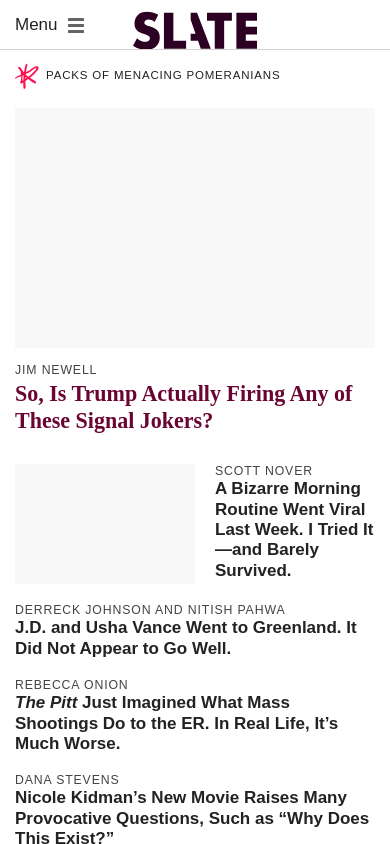 Menu
SLATE
PACKS OF MENACING POMERANIANS
JIM NEWELL
So, Is Trump Actually Firing Any of
These Signal Jokers?
SCOTT NOVER
A Bizarre Morning
Routine Went Viral
Last Week. I Tried It
—and Barely
Survived.
DERRECK JOHNSON AND NITISH PAHWA
J.D. and Usha Vance Went to Greenland. It
Did Not Appear to Go Well.
REBECCA ONION
The Pitt Just Imagined What Mass
Shootings Do to the ER. In Real Life, It’s
Much Worse.
DANA STEVENS
Nicole Kidman’s New Movie Raises Many
Provocative Questions, Such as “Why Does
This Exist?”